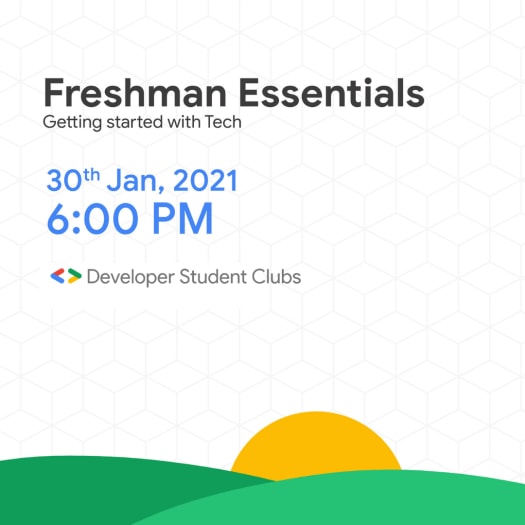 Freshman Essentials
Getting started with Tech
30th Jan, 2021
6:00 PM
Developer Student Clubs